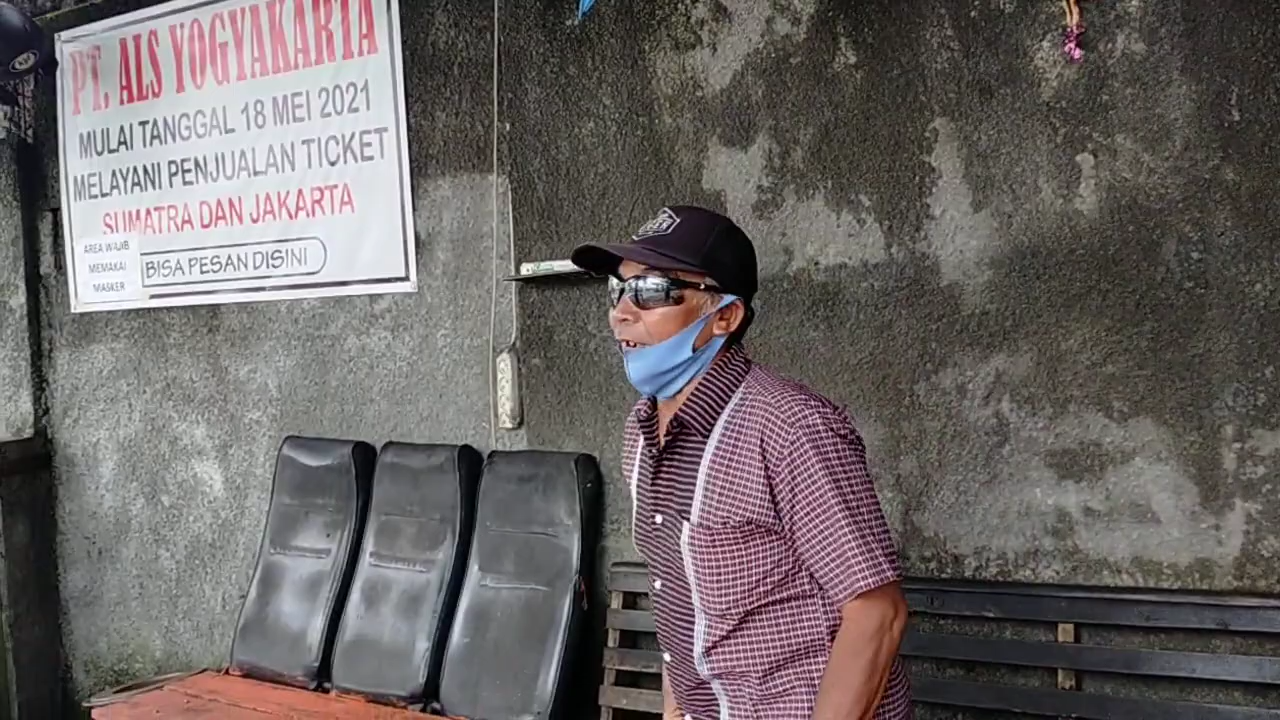 PT. ALS YOGYAKARTA
MULAI TANGGAL 18 MEI 2021
MELAYANI PENJUALAN TICKET
SUMATRA DAN JAKARTA
BISA PESAN DISINI
AREA WAJIB
MEMAKAI
MASKER